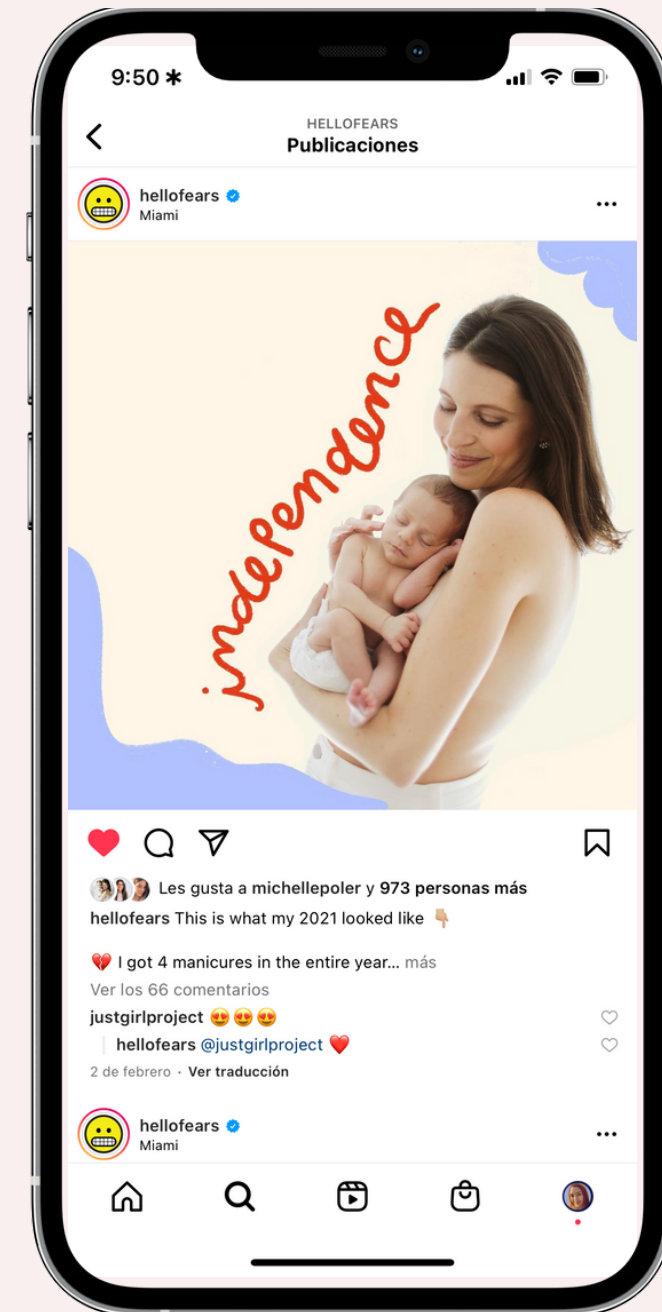 9:50 ✱
HELLOFEARS
Publicaciones
hellofears
Miami
independence
Les gusta a michellepoler y 973 personas más
hellofears This is what my 2021 looked like 👇🏼
💔 I got 4 manicures in the entire year... más
Ver los 66 comentarios
justgirlproject 😍😍😍
hellofears @justgirlproject ❤️
2 de febrero · Ver traducción
hellofears
Miami